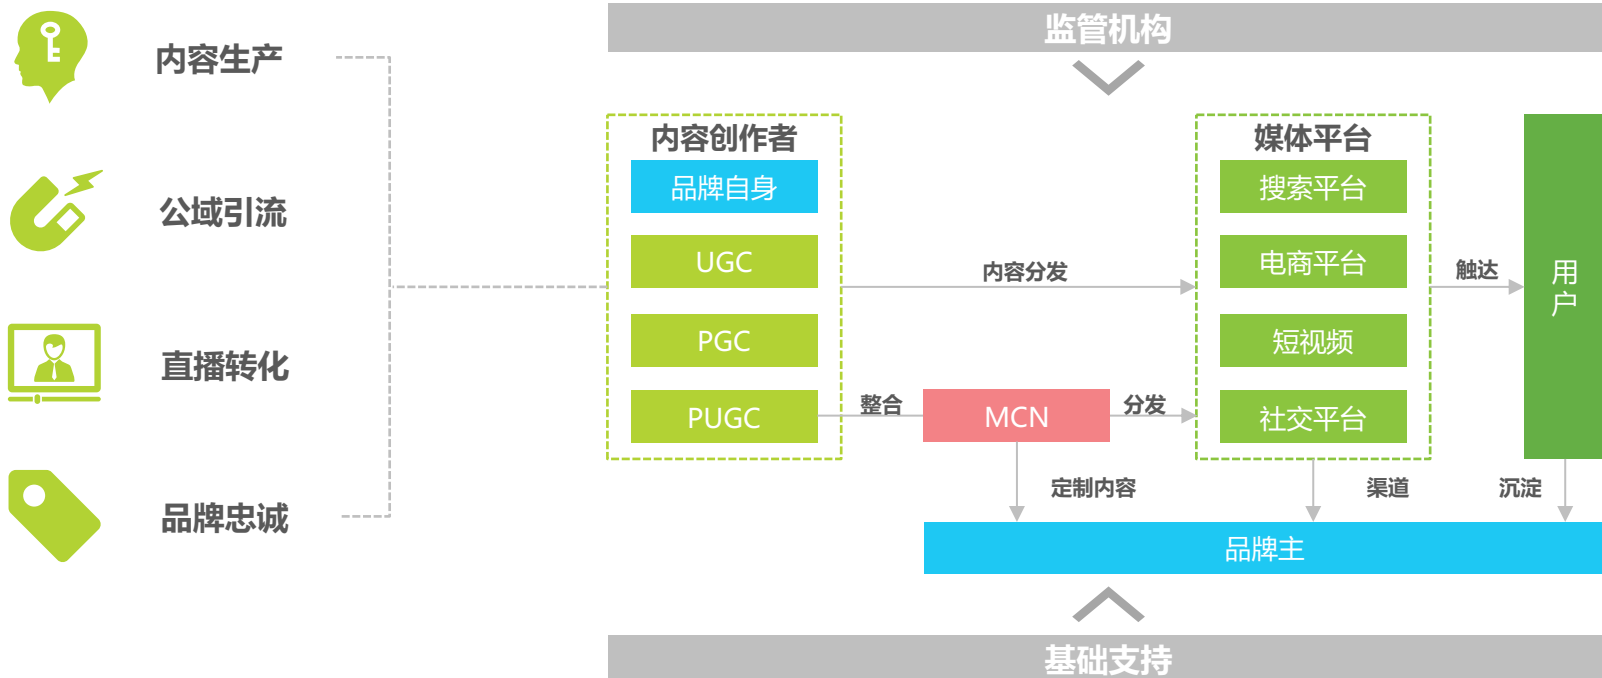 内容生产
公域引流
直播转化
品牌忠诚
监管机构
内容创作者
品牌自身
UGC
PGC
PUGC
内容分发
整合
MCN
分发
媒体平台
搜索平台
电商平台
短视频
社交平台
触达
用
户
定制内容
渠道
沉淀
品牌主
基础支持